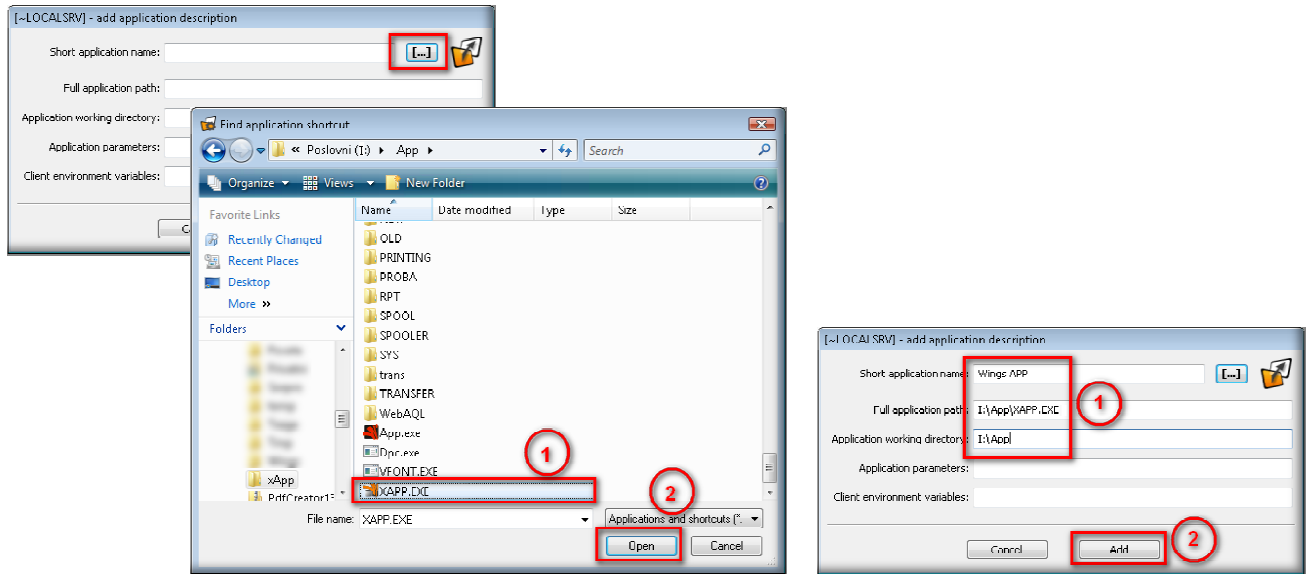 [~LOCALSRV] - add application description
Short application name:
[...]
Full application path:
Application working directory:
Application parameters:
Client environment variables:
Find application shortcut
« Poslovni (I:) ▸ App ▸
Search
Organize
Views
New Folder
Favorite Links
Recently Changed
Recent Places
Desktop
More »
Folders
xApp
Name
Date modified
Type
Size
OLD
PRINTING
PROBA
RPT
SPOOL
SPOOLER
SYS
trans
TRANSFER
WebAQL
App.exe
Dpc.exe
VFONT.EXE
XAPP.EXE
1
2
File name: XAPP.EXE
Applications and shortcuts (*.
Open
Cancel
[~LOCALSRV] - add application description
Short application name: Wings APP
[...]
Full application path: I:\App\XAPP.EXE
1
Application working directory: I:\App
Application parameters:
Client environment variables:
Cancel
Add
2